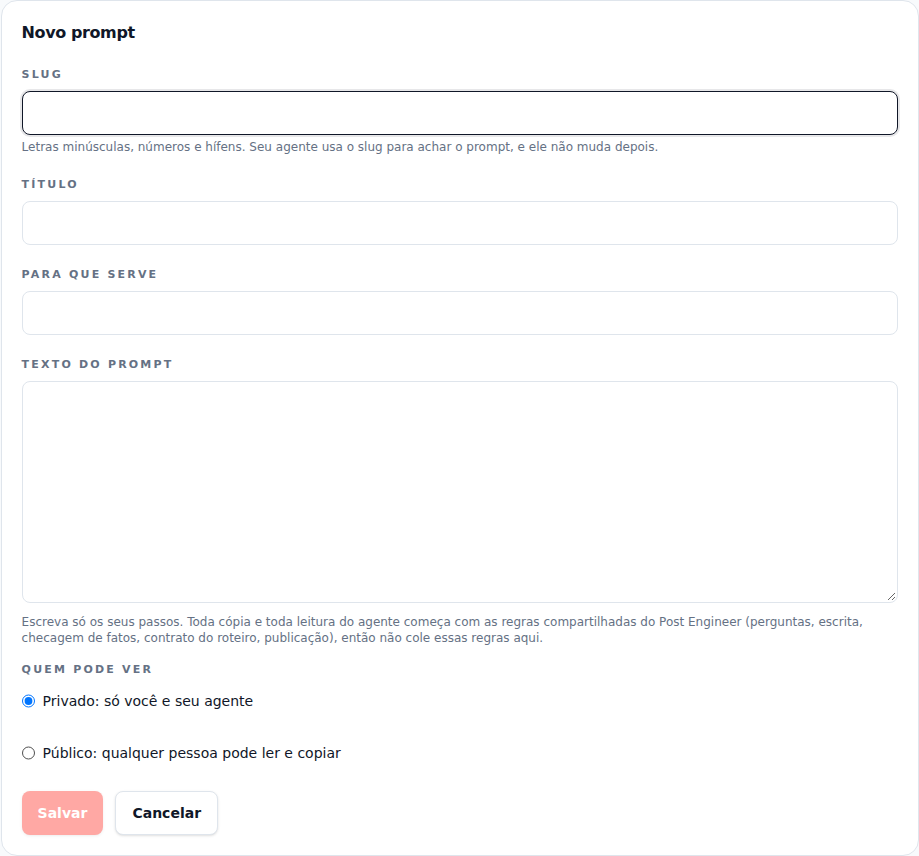 Novo prompt
SLUG
Letras minúsculas, números e hífens. Seu agente usa o slug para achar o prompt, e ele não muda depois.
TÍTULO
PARA QUE SERVE
TEXTO DO PROMPT
Escreva só os seus passos. Toda cópia e toda leitura do agente começa com as regras compartilhadas do Post Engineer (perguntas, escrita,
checagem de fatos, contrato do roteiro, publicação), então não cole essas regras aqui.
QUEM PODE VER
Privado: só você e seu agente
Público: qualquer pessoa pode ler e copiar
Salvar
Cancelar